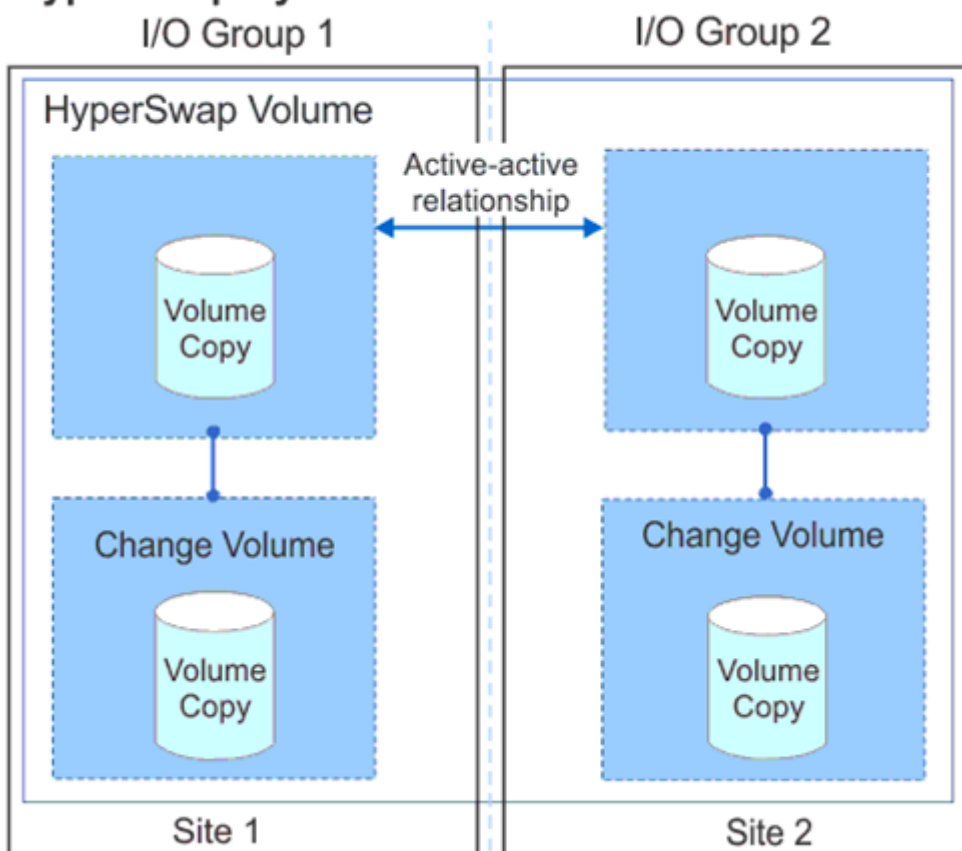 I/O Group 1
I/O Group 2
HyperSwap Volume
Active-active
relationship
Volume
Copy
Volume
Copy
Change Volume
Change Volume
Volume
Copy
Volume
Copy
Site 1
Site 2